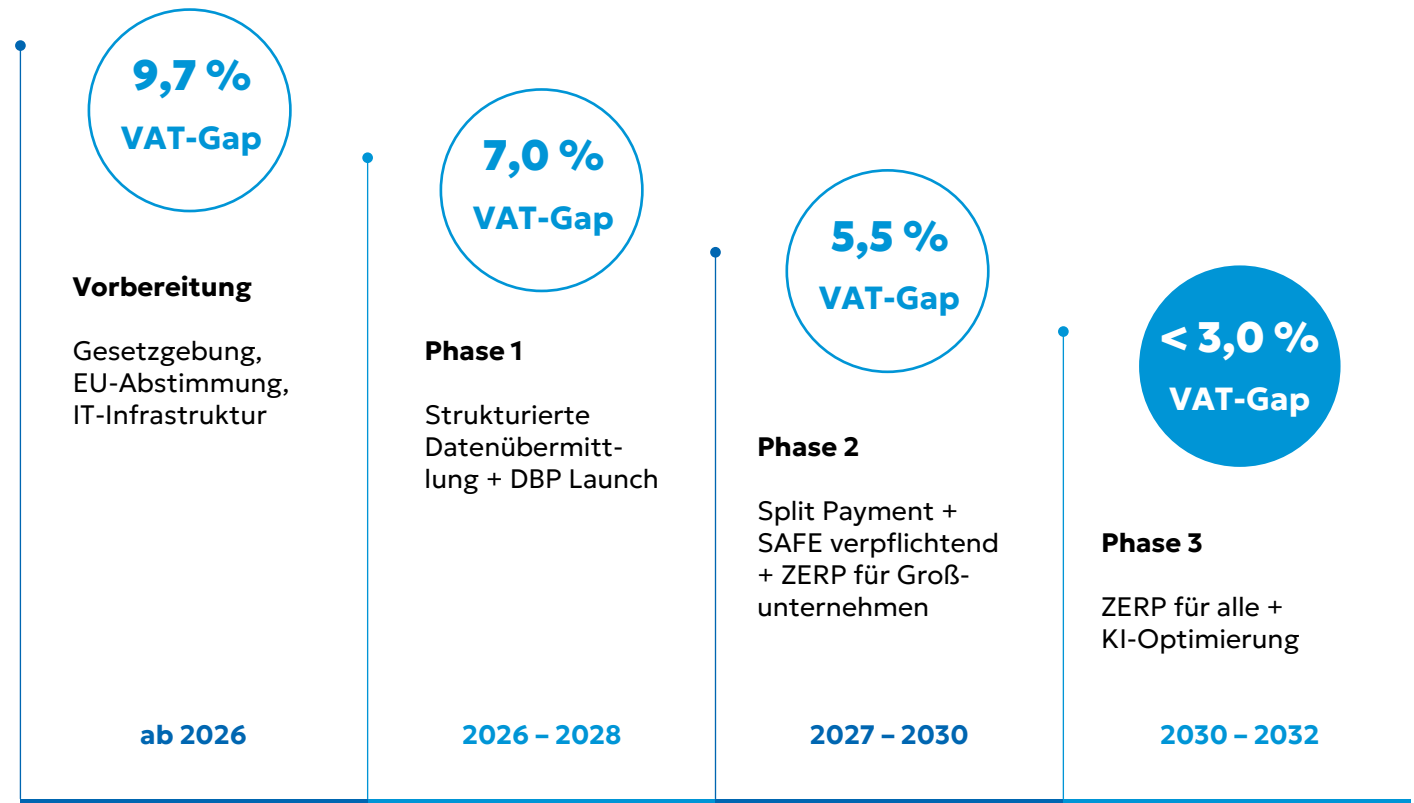 9,7 %
VAT-Gap
Vorbereitung
Gesetzgebung,
EU-Abstimmung,
IT-Infrastruktur
ab 2026
7,0 %
VAT-Gap
Phase 1
Strukturierte
Datenübermitt-
lung + DBP Launch
2026 – 2028
5,5 %
VAT-Gap
Phase 2
Split Payment +
SAFE verpflichtend
+ ZERP für Groß-
unternehmen
2027 – 2030
< 3,0 %
VAT-Gap
Phase 3
ZERP für alle +
KI-Optimierung
2030 – 2032